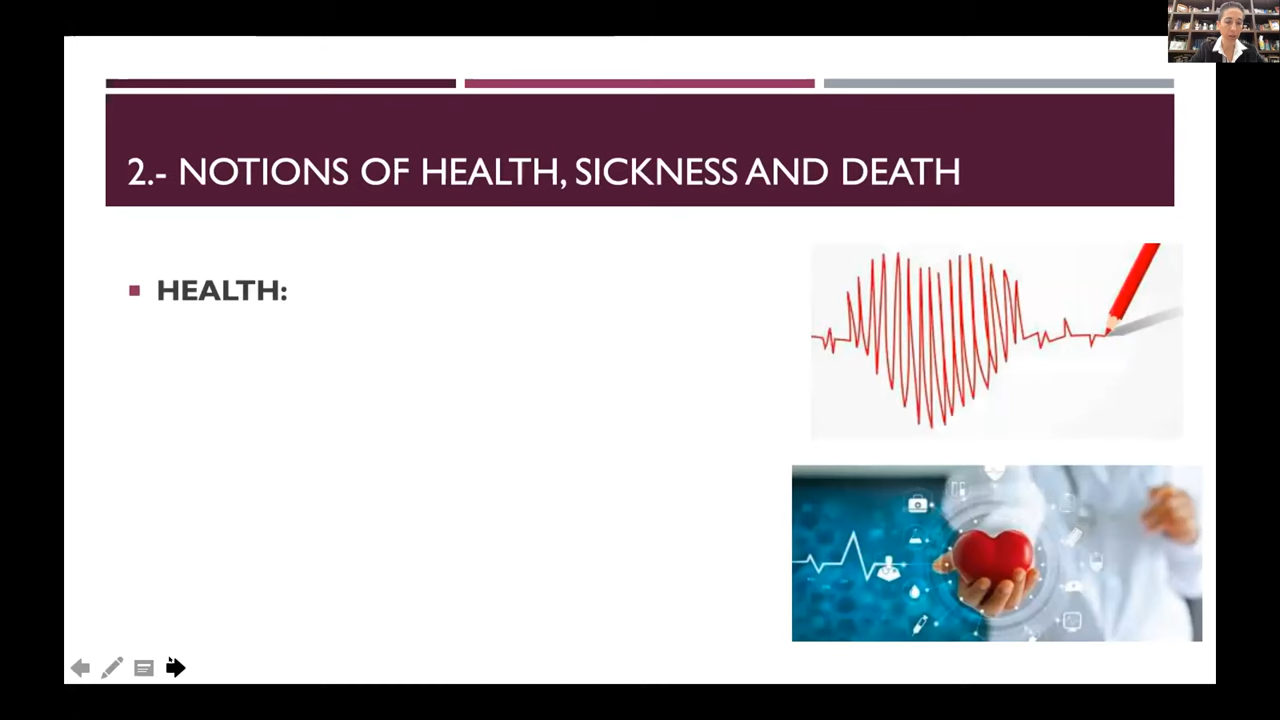 2.- NOTIONS OF HEALTH, SICKNESS AND DEATH
HEALTH: